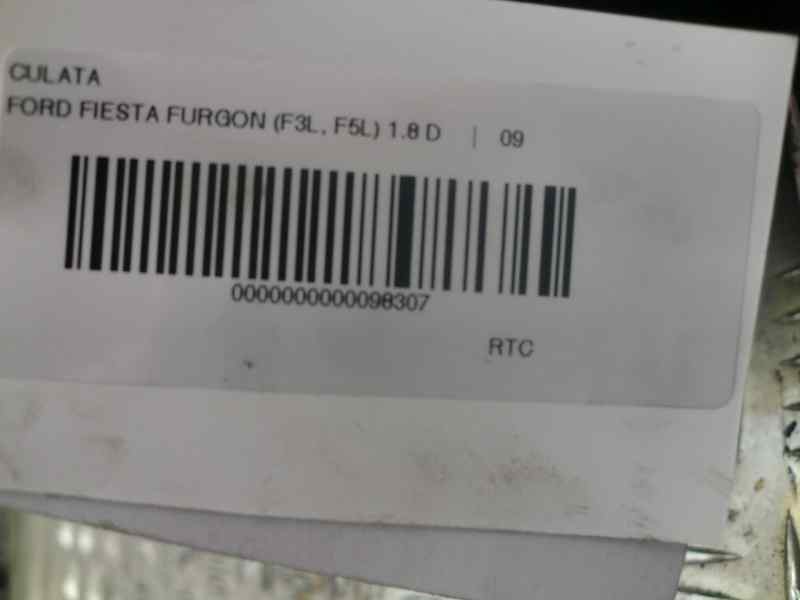 CULATA
FORD FIESTA FURGON (F3L, F5L) 1.8 D | 09
0000000000098307
RTC